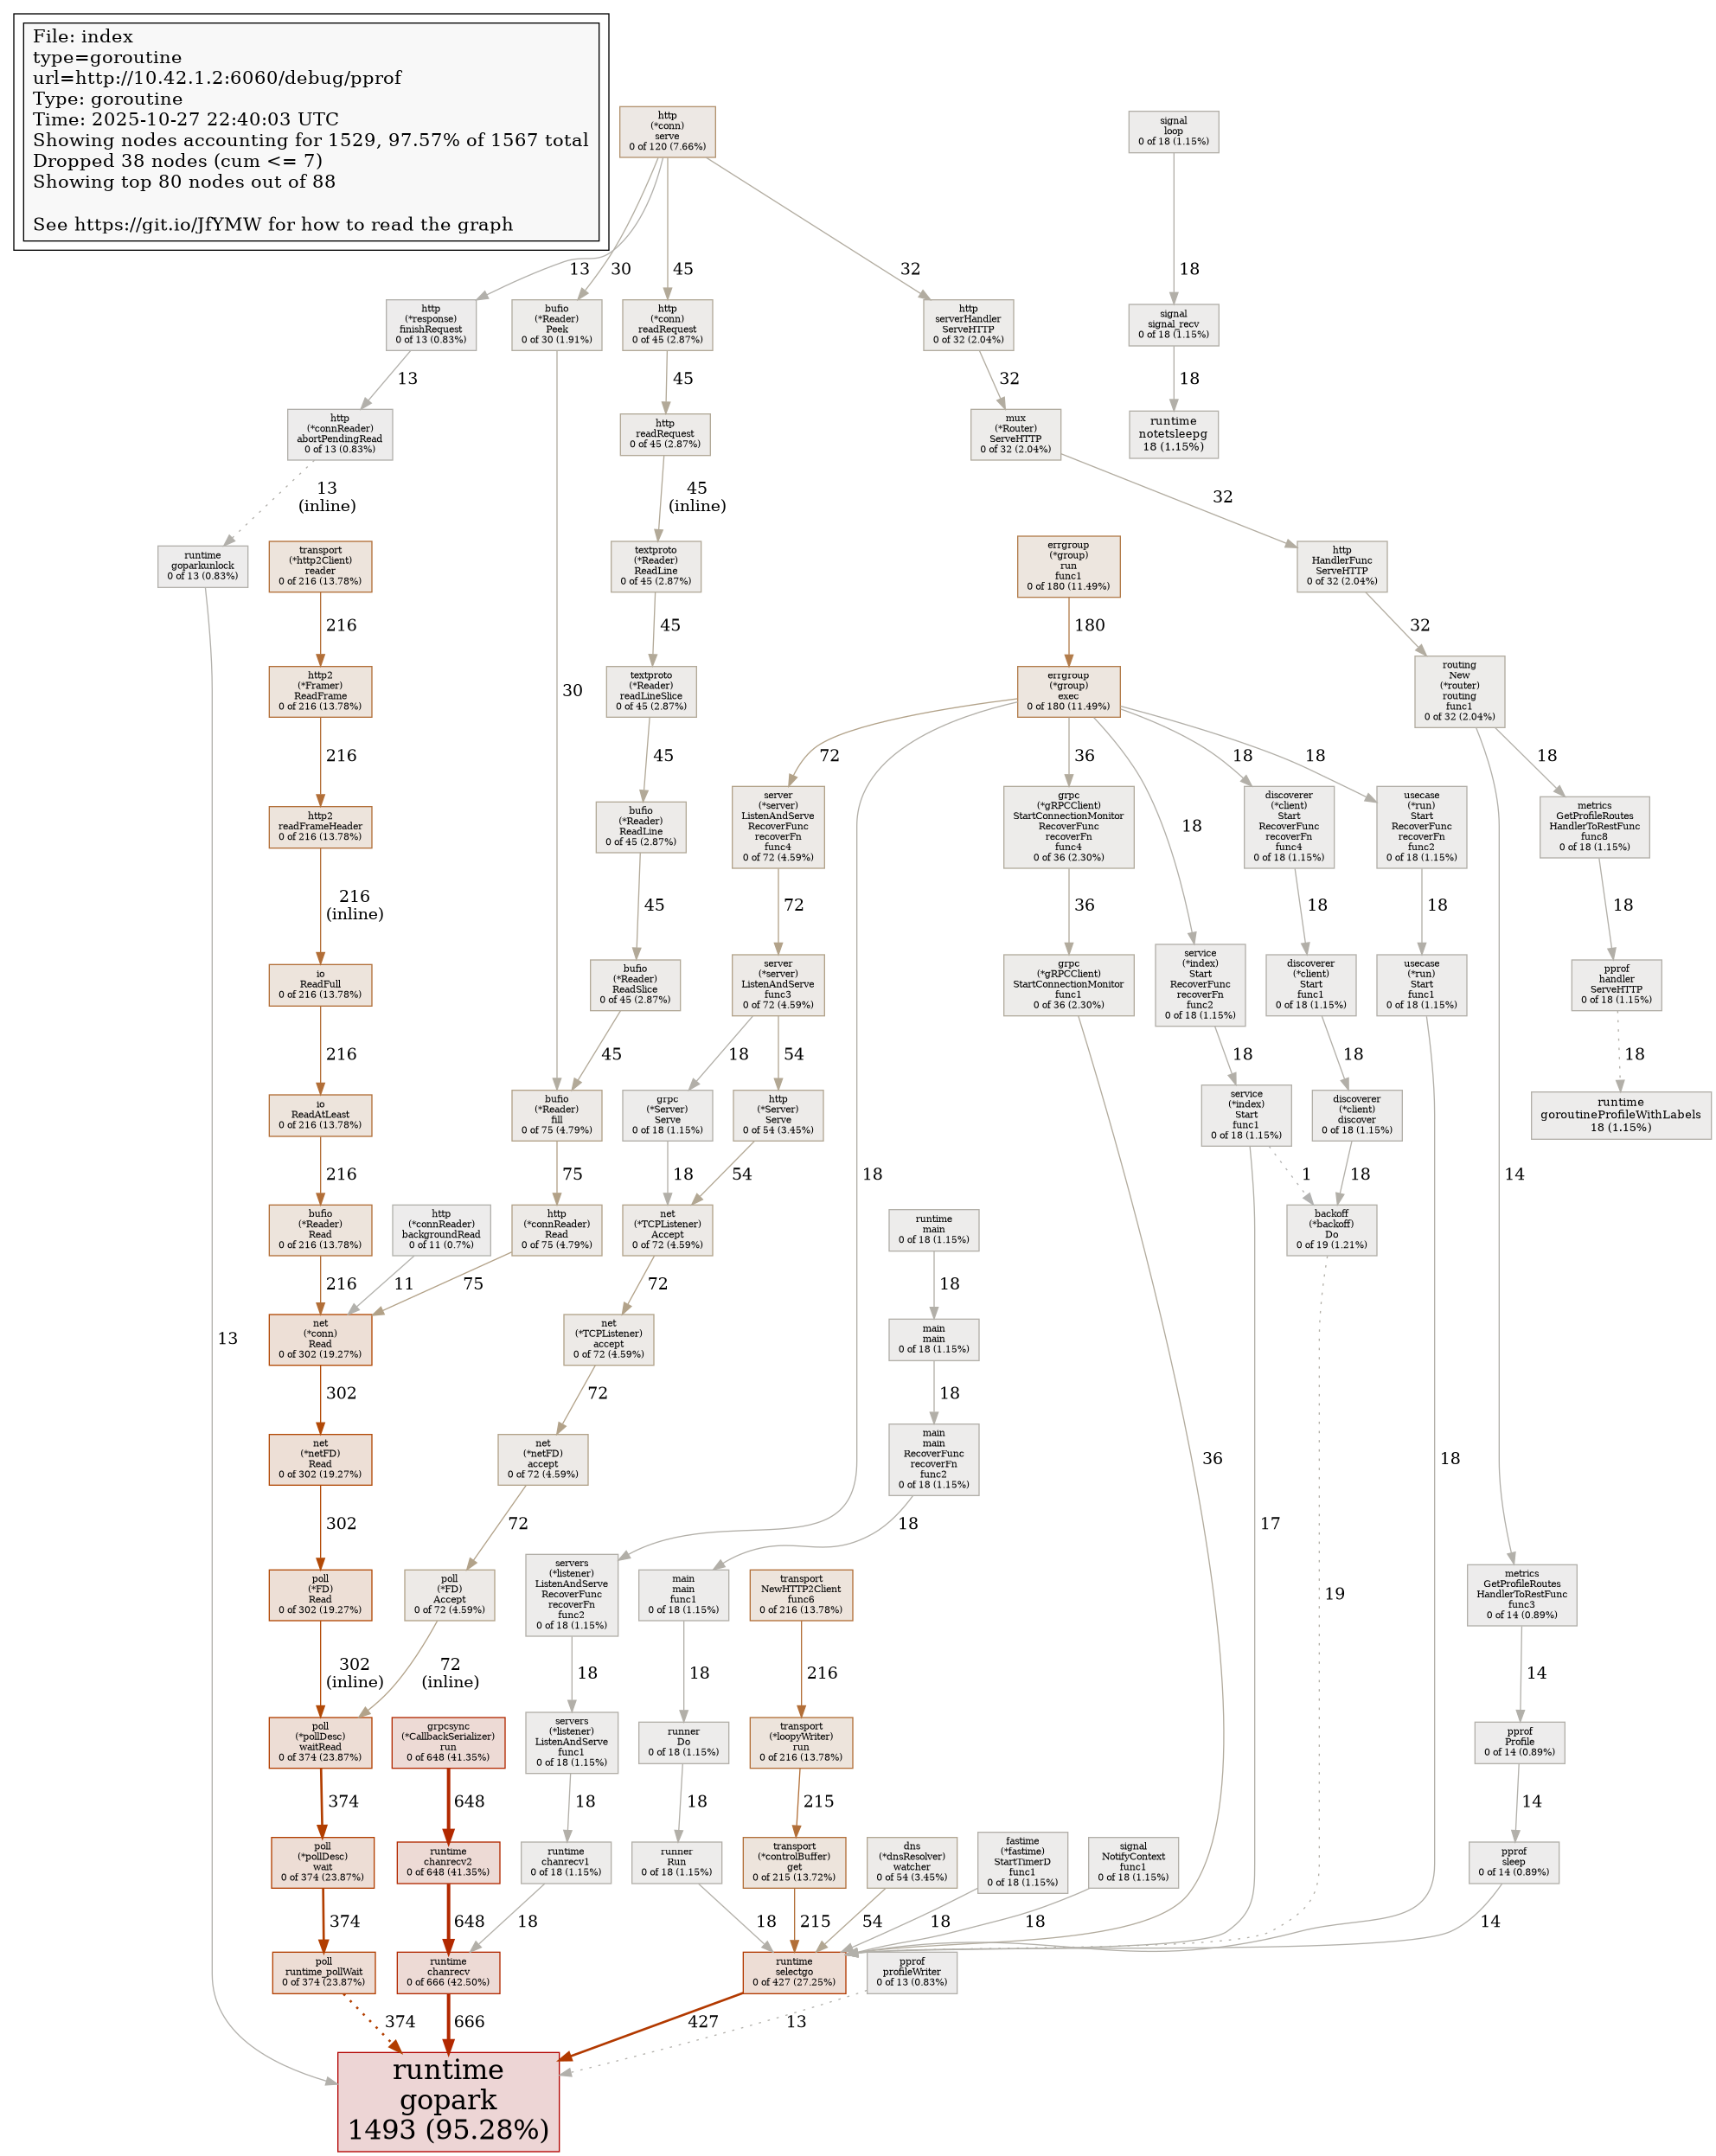 File: index
type=goroutine
url=http://10.42.1.2:6060/debug/pprof
Type: goroutine
Time: 2025-10-27 22:40:03 UTC
Showing nodes accounting for 1529, 97.57% of 1567 total
Dropped 38 nodes (cum <= 7)
Showing top 80 nodes out of 88
See https://git.io/JfYMW for how to read the graph
http
(*conn)
serve
0 of 120 (7.66%)
signal
loop
0 of 18 (1.15%)
13
30
45
32
18
http
(*response)
finishRequest
0 of 13 (0.83%)
bufio
(*Reader)
Peek
0 of 30 (1.91%)
http
(*conn)
readRequest
0 of 45 (2.87%)
http
serverHandler
ServeHTTP
0 of 32 (2.04%)
signal
signal_recv
0 of 18 (1.15%)
13
45
32
18
http
(*connReader)
abortPendingRead
0 of 13 (0.83%)
http
readRequest
0 of 45 (2.87%)
mux
(*Router)
ServeHTTP
0 of 32 (2.04%)
runtime
notetsleepg
18 (1.15%)
13
(inline)
45
(inline)
32
runtime
goparkunlock
0 of 13 (0.83%)
transport
(*http2Client)
reader
0 of 216 (13.78%)
textproto
(*Reader)
ReadLine
0 of 45 (2.87%)
errgroup
(*group)
run
func1
0 of 180 (11.49%)
http
HandlerFunc
ServeHTTP
0 of 32 (2.04%)
216
45
180
32
http2
(*Framer)
ReadFrame
0 of 216 (13.78%)
30
textproto
(*Reader)
readLineSlice
0 of 45 (2.87%)
errgroup
(*group)
exec
0 of 180 (11.49%)
routing
New
(*router)
routing
func1
0 of 32 (2.04%)
216
45
72
36
18
18
18
http2
readFrameHeader
0 of 216 (13.78%)
bufio
(*Reader)
ReadLine
0 of 45 (2.87%)
server
(*server)
ListenAndServe
RecoverFunc
recoverFn
func4
0 of 72 (4.59%)
grpc
(*gRPCClient)
StartConnectionMonitor
RecoverFunc
recoverFn
func4
0 of 36 (2.30%)
18
discoverer
(*client)
Start
RecoverFunc
recoverFn
func4
0 of 18 (1.15%)
usecase
(*run)
Start
RecoverFunc
recoverFn
func2
0 of 18 (1.15%)
metrics
GetProfileRoutes
HandlerToRestFunc
func8
0 of 18 (1.15%)
216
(inline)
45
72
36
18
18
18
io
ReadFull
0 of 216 (13.78%)
bufio
(*Reader)
ReadSlice
0 of 45 (2.87%)
server
(*server)
ListenAndServe
func3
0 of 72 (4.59%)
grpc
(*gRPCClient)
StartConnectionMonitor
func1
0 of 36 (2.30%)
service
(*index)
Start
RecoverFunc
recoverFn
func2
0 of 18 (1.15%)
discoverer
(*client)
Start
func1
0 of 18 (1.15%)
usecase
(*run)
Start
func1
0 of 18 (1.15%)
pprof
handler
ServeHTTP
0 of 18 (1.15%)
216
45
18
54
18
18
18
io
ReadAtLeast
0 of 216 (13.78%)
bufio
(*Reader)
fill
0 of 75 (4.79%)
grpc
(*Server)
Serve
0 of 18 (1.15%)
http
(*Server)
Serve
0 of 54 (3.45%)
service
(*index)
Start
func1
0 of 18 (1.15%)
discoverer
(*client)
discover
0 of 18 (1.15%)
runtime
goroutineProfileWithLabels
18 (1.15%)
216
75
18
54
18
1
18
14
bufio
(*Reader)
Read
0 of 216 (13.78%)
http
(*connReader)
backgroundRead
0 of 11 (0.7%)
http
(*connReader)
Read
0 of 75 (4.79%)
net
(*TCPListener)
Accept
0 of 72 (4.59%)
runtime
main
0 of 18 (1.15%)
backoff
(*backoff)
Do
0 of 19 (1.21%)
216
11
75
72
18
13
net
(*conn)
Read
0 of 302 (19.27%)
net
(*TCPListener)
accept
0 of 72 (4.59%)
main
main
0 of 18 (1.15%)
302
72
18
net
(*netFD)
Read
0 of 302 (19.27%)
net
(*netFD)
accept
0 of 72 (4.59%)
main
main
RecoverFunc
recoverFn
func2
0 of 18 (1.15%)
36
18
302
72
18
17
poll
(*FD)
Read
0 of 302 (19.27%)
poll
(*FD)
Accept
0 of 72 (4.59%)
servers
(*listener)
ListenAndServe
RecoverFunc
recoverFn
func2
0 of 18 (1.15%)
main
main
func1
0 of 18 (1.15%)
transport
NewHTTP2Client
func6
0 of 216 (13.78%)
19
metrics
GetProfileRoutes
HandlerToRestFunc
func3
0 of 14 (0.89%)
302
(inline)
72
(inline)
18
18
216
14
poll
(*pollDesc)
waitRead
0 of 374 (23.87%)
grpcsync
(*CallbackSerializer)
run
0 of 648 (41.35%)
servers
(*listener)
ListenAndServe
func1
0 of 18 (1.15%)
runner
Do
0 of 18 (1.15%)
transport
(*loopyWriter)
run
0 of 216 (13.78%)
pprof
Profile
0 of 14 (0.89%)
374
648
18
18
215
14
poll
(*pollDesc)
wait
0 of 374 (23.87%)
runtime
chanrecv2
0 of 648 (41.35%)
runtime
chanrecv1
0 of 18 (1.15%)
runner
Run
0 of 18 (1.15%)
transport
(*controlBuffer)
get
0 of 215 (13.72%)
dns
(*dnsResolver)
watcher
0 of 54 (3.45%)
fastime
(*fastime)
StartTimerD
func1
0 of 18 (1.15%)
signal
NotifyContext
func1
0 of 18 (1.15%)
pprof
sleep
0 of 14 (0.89%)
374
648
18
18
215
54
18
18
14
poll
runtime_pollWait
0 of 374 (23.87%)
runtime
chanrecv
0 of 666 (42.50%)
runtime
selectgo
0 of 427 (27.25%)
pprof
profileWriter
0 of 13 (0.83%)
374
666
427
13
runtime
gopark
1493 (95.28%)